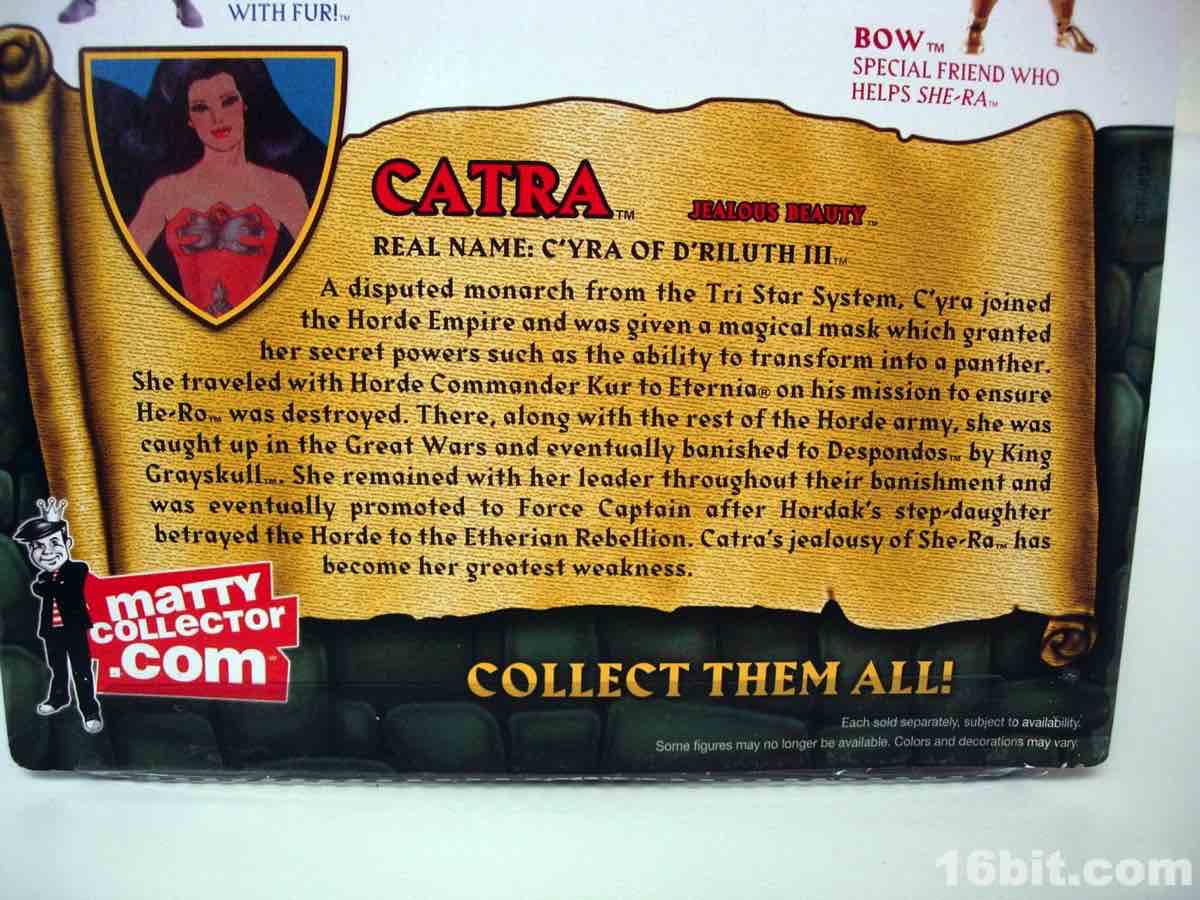 WITH FUR!™
BOW™
SPECIAL FRIEND WHO
HELPS SHE-RA™
CATRA™ JEALOUS BEAUTY™
REAL NAME: C'YRA OF D'RILUTH III™
A disputed monarch from the Tri Star System, C'yra joined
the Horde Empire and was given a magical mask which granted
her secret powers such as the ability to transform into a panther.
She traveled with Horde Commander Kur to Eternia® on his mission to ensure
He-Ro™ was destroyed. There, along with the rest of the Horde army, she was
caught up in the Great Wars and eventually banished to Despondos™ by King
Grayskull™. She remained with her leader throughout their banishment and
was eventually promoted to Force Captain after Hordak's step-daughter
betrayed the Horde to the Etherian Rebellion. Catra's jealousy of She-Ra™ has
become her greatest weakness.
maTTY
COLLecTor
.com
COLLECT THEM ALL!
Each sold separately, subject to availability.
Some figures may no longer be available. Colors and decorations may vary.
16bit.com